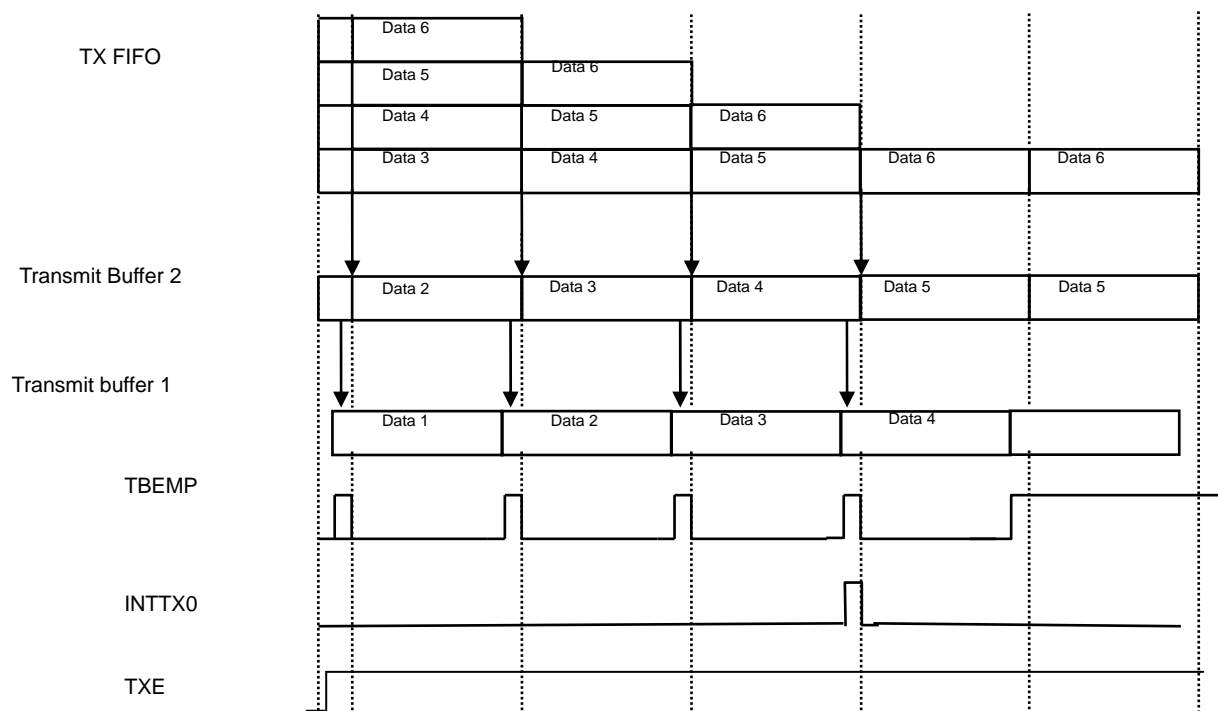 Data 6
TX FIFO
Data 5 Data 6
Data 4 Data 5 Data 6
Data 3 Data 4 Data 5 Data 6 Data 6
Transmit Buffer 2
Data 2 Data 3 Data 4 Data 5 Data 5
Transmit buffer 1
Data 1 Data 2 Data 3 Data 4
TBEMP
INTTX0
TXE